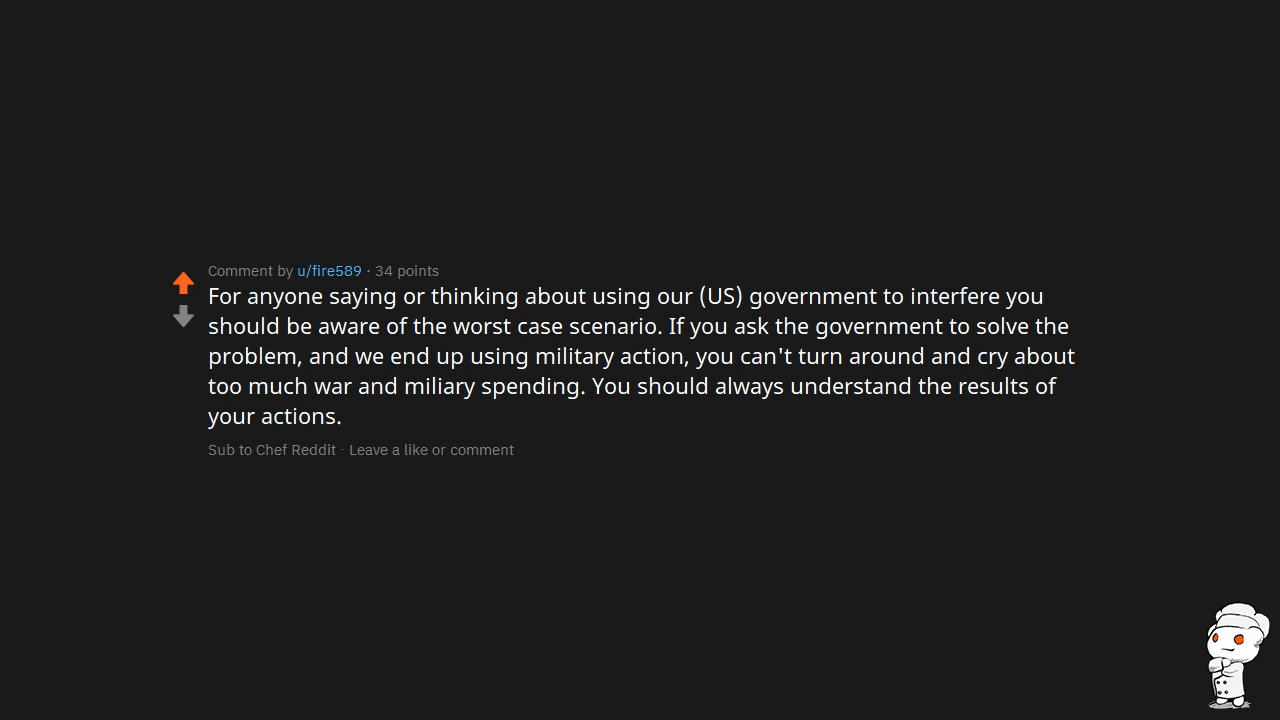 Comment by u/fire589 · 34 points
For anyone saying or thinking about using our (US) government to interfere you
should be aware of the worst case scenario. If you ask the government to solve the
problem, and we end up using military action, you can't turn around and cry about
too much war and miliary spending. You should always understand the results of
your actions.
Sub to Chef Reddit · Leave a like or comment